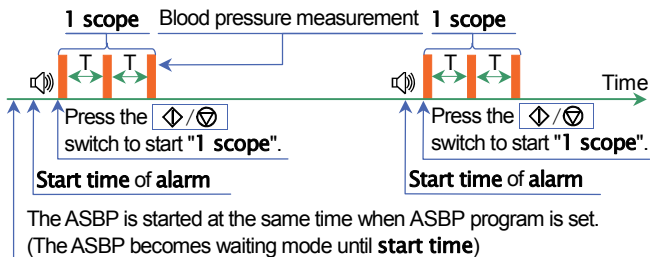 1 scope Blood pressure measurement 1 scope
T T T T
Time
Press the / Press the /
switch to start "1 scope". switch to start "1 scope".
Start time of alarm Start time of alarm
The ASBP is started at the same time when ASBP program is set.
(The ASBP becomes waiting mode until start time)